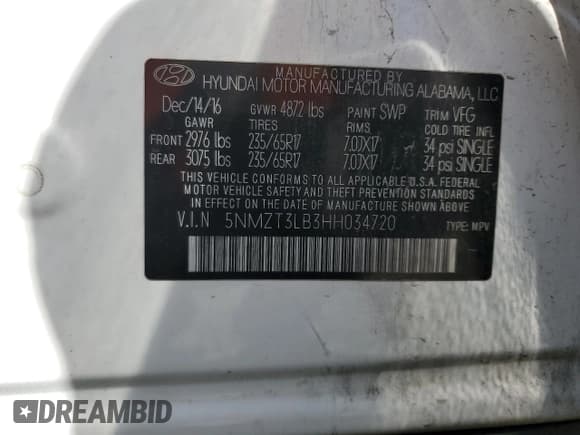 MANUFACTURED BY
HYUNDAI MOTOR MANUFACTURING ALABAMA, LLC
Dec/14/16 GVWR 4872 lbs PAINT SWP TRIM VFG
GAWR TIRES RIMS COLD TIRE INFL
FRONT 2976 lbs 235/65R17 7.0JX17 34 psi SINGLE
REAR 3075 lbs 235/65R17 7.0JX17 34 psi SINGLE
THIS VEHICLE CONFORMS TO ALL APPLICABLE U.S.A. FEDERAL
MOTOR VEHICLE SAFETY AND THEFT PREVENTION STANDARDS
IN EFFECT ON THE DATE OF MANUFACTURE SHOWN ABOVE.
V.I.N 5NMZT3LB3HH034720 TYPE: MPV
DREAMBID